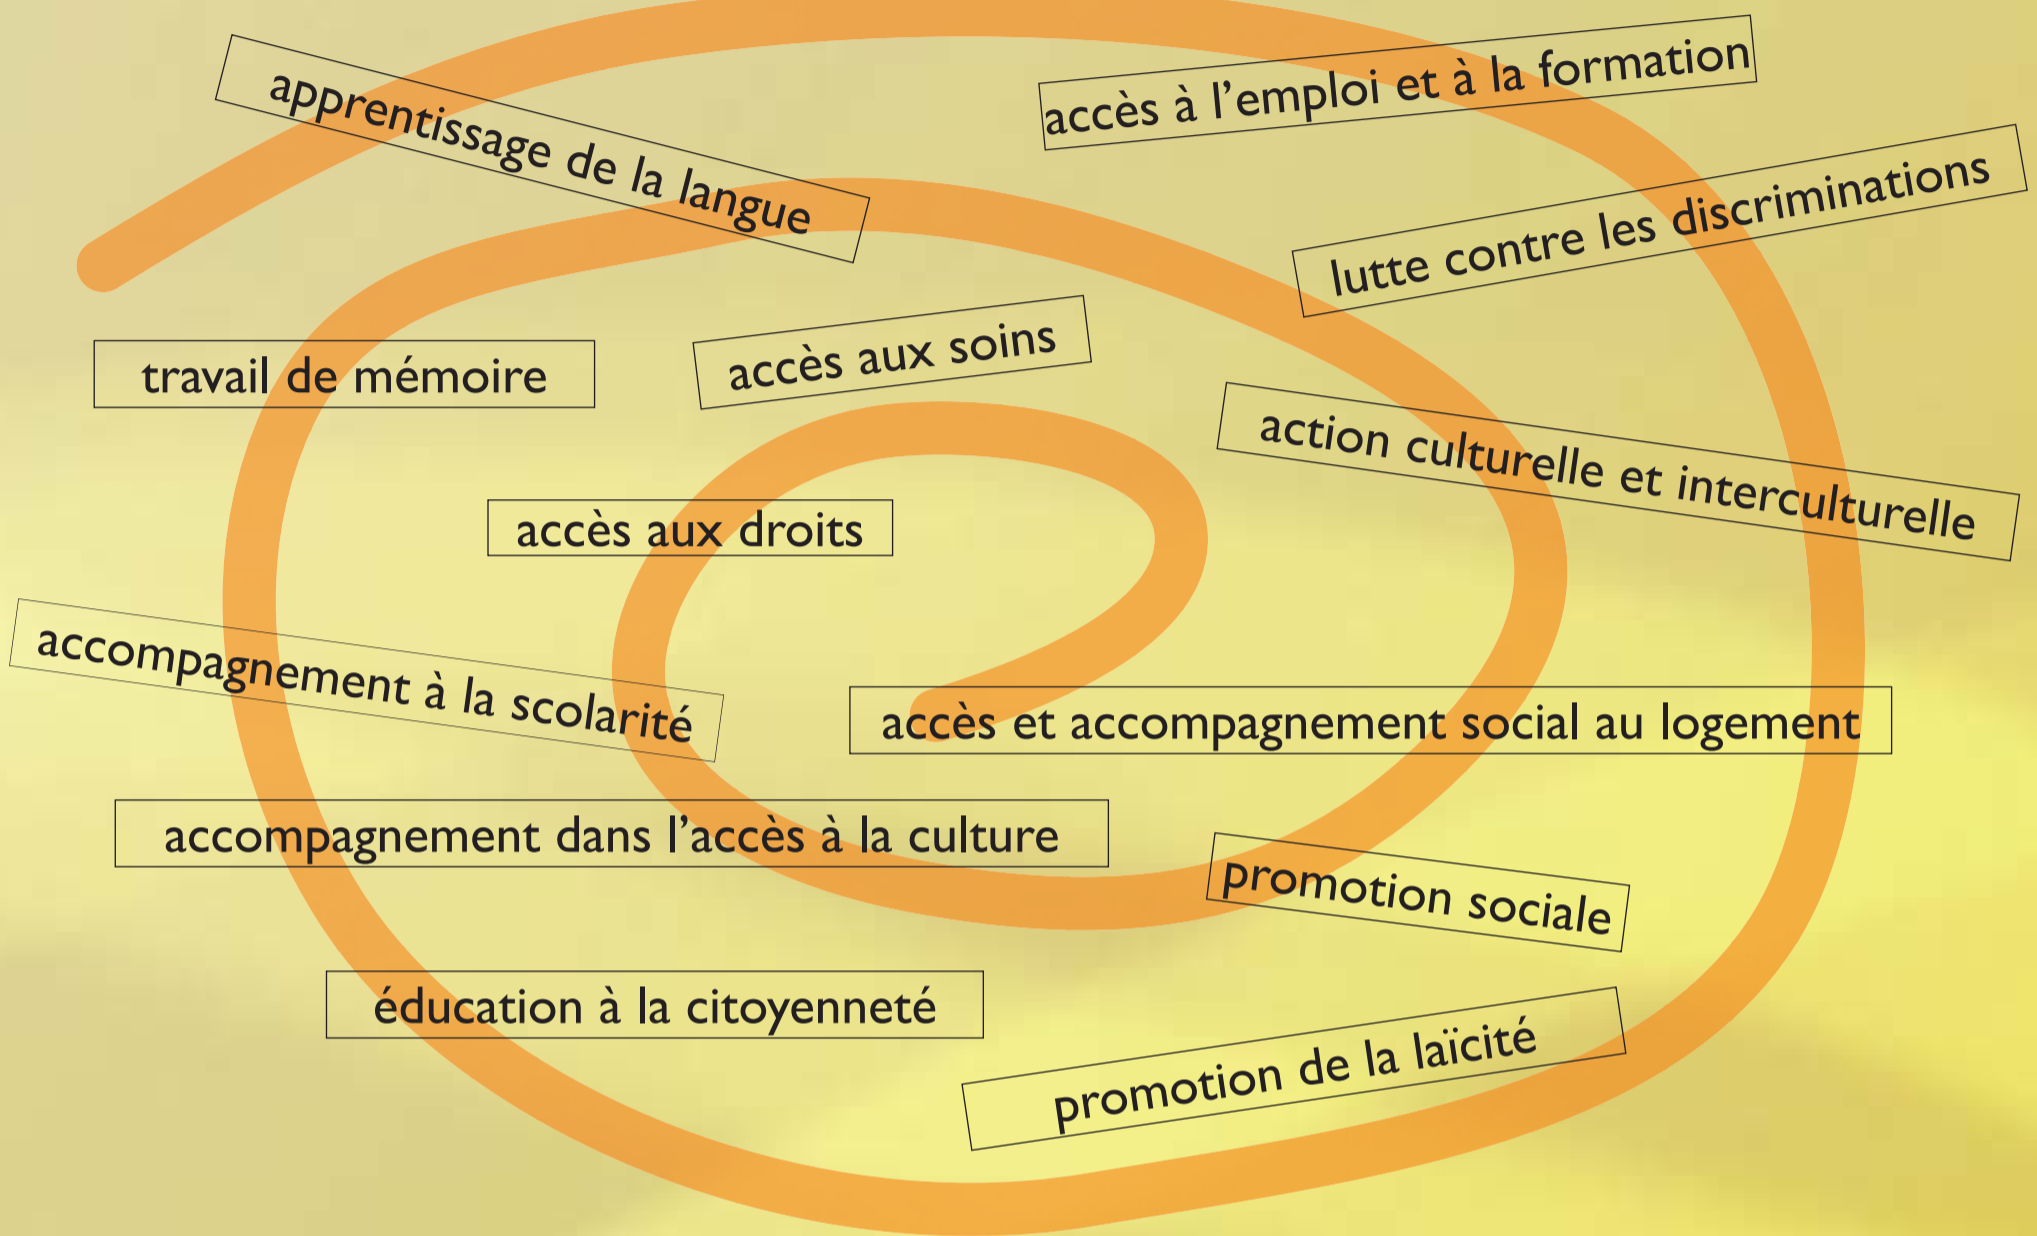 apprentissage de la langue
accès à l’emploi et à la formation
lutte contre les discriminations
travail de mémoire
accès aux soins
action culturelle et interculturelle
accès aux droits
accompagnement à la scolarité
accès et accompagnement social au logement
accompagnement dans l’accès à la culture
promotion sociale
éducation à la citoyenneté
promotion de la laïcité